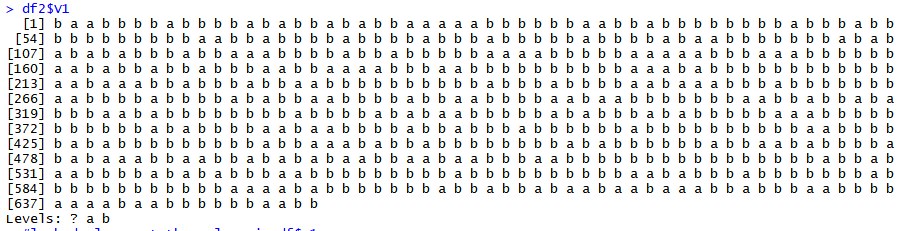 > df2$V1
[1] b a a b b b b a b b b b a b a b b a b a b b a a a a a b b b b b b a a b b a b b b b b b b b a b b b a b b
[54] b b b b b b b b b a a b b a b b a b b b b b a b b b a b b b b a b b a b b b b a b a a b b b b b b b a b a b
[107] a b a b a b b b a b b a a a b b b a b b a b b b b b a a a a b b b a a a a a b b b a a b b b b b a b b b b
[160] a a b a b b a b b a b b a a b b a a a a b b b a a b b b b b b b b b b b b a a b a b b b b b b b b b b b b
[213] a a b a a a b b a b b b b a b b b a a b b b b b b b b a b b b a b b b b a a b a a a b b b a b b b b b b b
[266] a a b b b b a b b b b a b a b b a a b b b b a b b b b b a a b a a b b b b b b b a a b b a b b a b a
[319] a b b b b a b b b b b b b b b a b b b b a b b b a b b b b b b b a b b b b a b b b b b a a a b b b b b
[372] b b b b b b a b a b b b b a a b a a b b b b a b b a b b b b b b b a b b b b b b b b b b b a a b b b b
[425] b a b b b a b b b b b b a a b b b b a b b b b b b b b b b b a b a b b b b b b a b b a a b b b b a
[478] b a b a a a b b a b b a b a b b a b a a b b a a b b a a b b b b a a b b b b b b b b b b b b a a b
[531] a a b b b b a b b a a a b b a b b a b b b b b b b b a b b b b b a a b b a b b a a b b b b b b b a b
[584] b b b b b b b b b b b a a a a b a b b b b b b b a b b a b b a b a a b a a b a a a b b a b b b a a b b b b
[637] a a a a b a a b b b b b b a a b b
Levels: ? a b